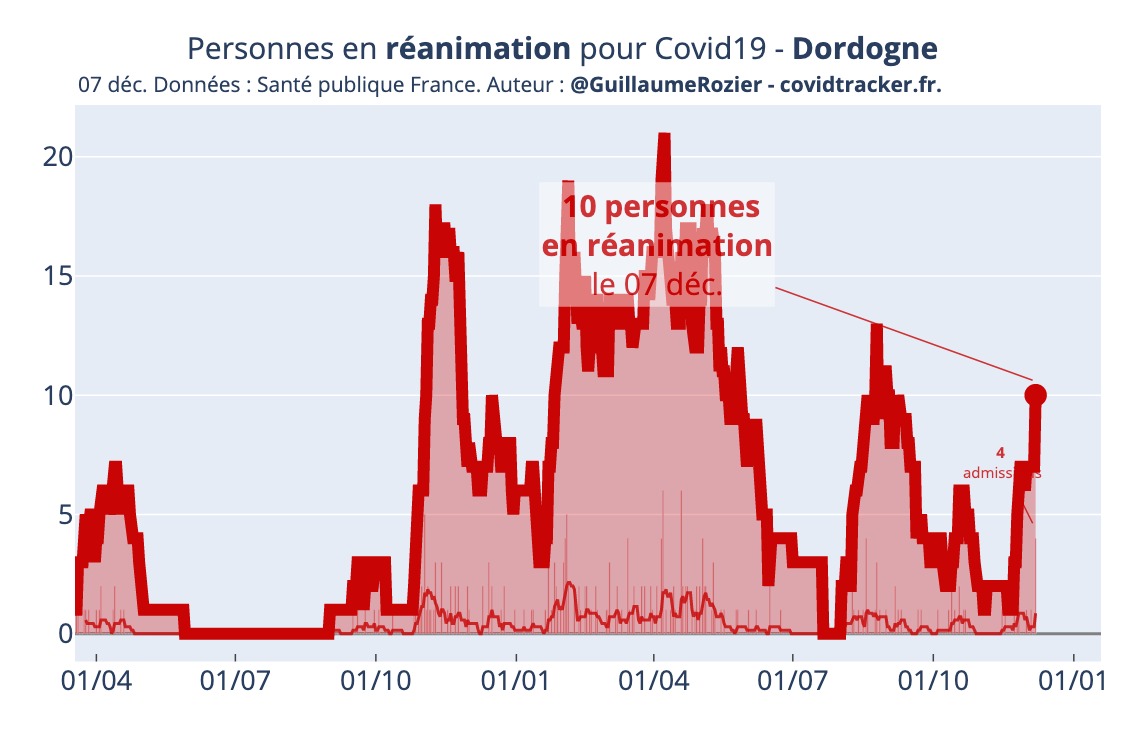 Personnes en réanimation pour Covid19 - Dordogne
07 déc. Données : Santé publique France. Auteur : @GuillaumeRozier - covidtracker.fr.
20
15
10
5
0
10 personnes
en réanimation
le 07 déc.
4
admissions
01/04
01/07
01/10
01/01
01/04
01/07
01/10
01/01